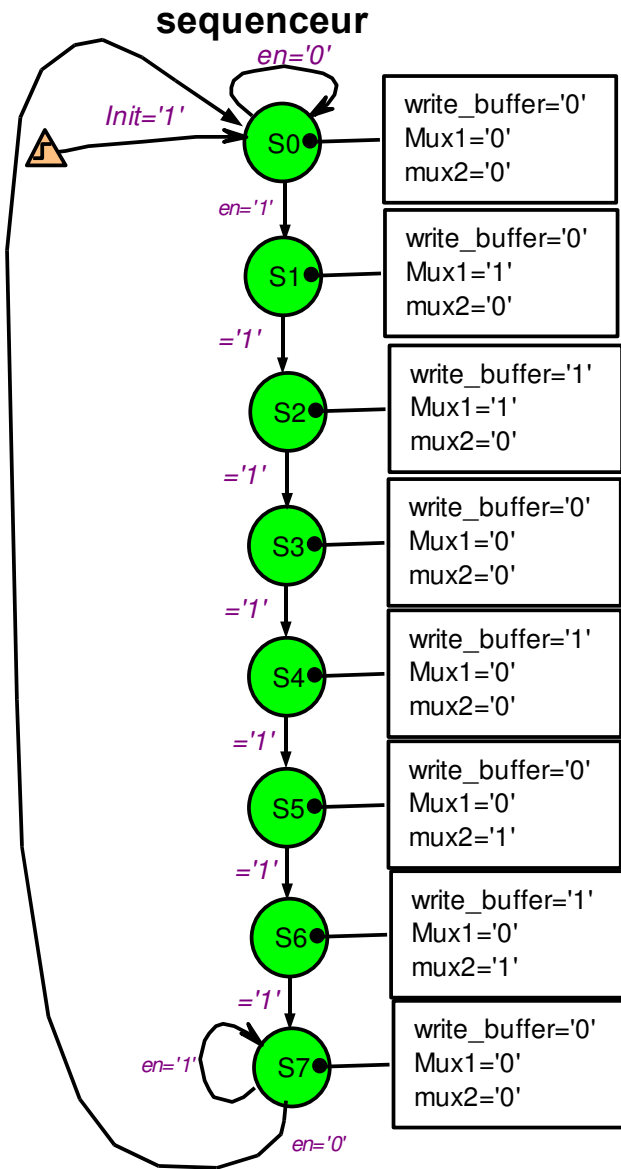 sequenceur
en='0'
Init='1'
S0
write_buffer='0'
Mux1='0'
mux2='0'
en='1'
S1
write_buffer='0'
Mux1='1'
mux2='0'
='1'
S2
write_buffer='1'
Mux1='1'
mux2='0'
='1'
S3
write_buffer='0'
Mux1='0'
mux2='0'
='1'
S4
write_buffer='1'
Mux1='0'
mux2='0'
='1'
S5
write_buffer='0'
Mux1='0'
mux2='1'
='1'
S6
write_buffer='1'
Mux1='0'
mux2='1'
='1'
S7
write_buffer='0'
Mux1='0'
mux2='0'
en='1'
en='0'